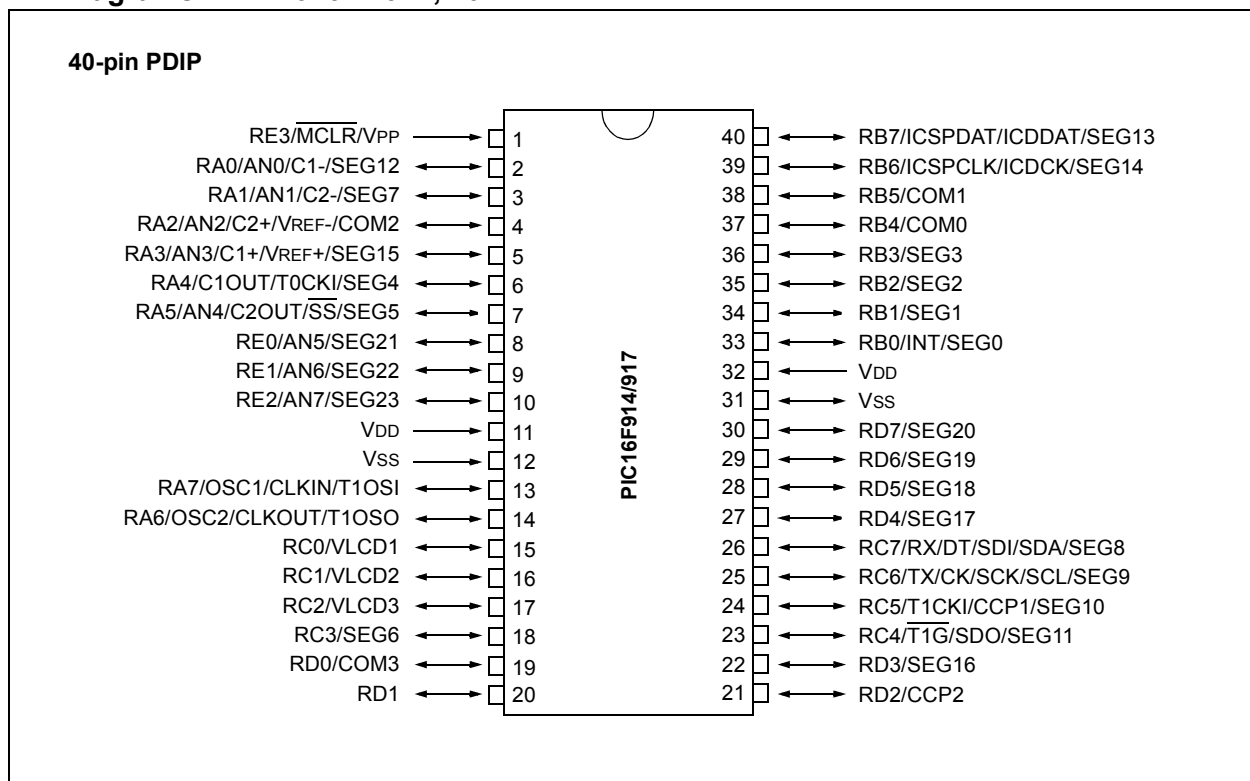 40-pin PDIP
RE3/MCLR/VPP 1
RA0/AN0/C1-/SEG12 2
RA1/AN1/C2-/SEG7 3
RA2/AN2/C2+/VREF-/COM2 4
RA3/AN3/C1+/VREF+/SEG15 5
RA4/C1OUT/T0CKI/SEG4 6
RA5/AN4/C2OUT/SS/SEG5 7
RE0/AN5/SEG21 8
RE1/AN6/SEG22 9
RE2/AN7/SEG23 10
VDD 11
VSS 12
RA7/OSC1/CLKIN/T1OSI 13
RA6/OSC2/CLKOUT/T1OSO 14
RC0/VLCD1 15
RC1/VLCD2 16
RC2/VLCD3 17
RC3/SEG6 18
RD0/COM3 19
RD1 20
PIC16F914/917
40 RB7/ICSPDAT/ICDDAT/SEG13
39 RB6/ICSPCLK/ICDCK/SEG14
38 RB5/COM1
37 RB4/COM0
36 RB3/SEG3
35 RB2/SEG2
34 RB1/SEG1
33 RB0/INT/SEG0
32 VDD
31 VSS
30 RD7/SEG20
29 RD6/SEG19
28 RD5/SEG18
27 RD4/SEG17
26 RC7/RX/DT/SDI/SDA/SEG8
25 RC6/TX/CK/SCK/SCL/SEG9
24 RC5/T1CKI/CCP1/SEG10
23 RC4/T1G/SDO/SEG11
22 RD3/SEG16
21 RD2/CCP2